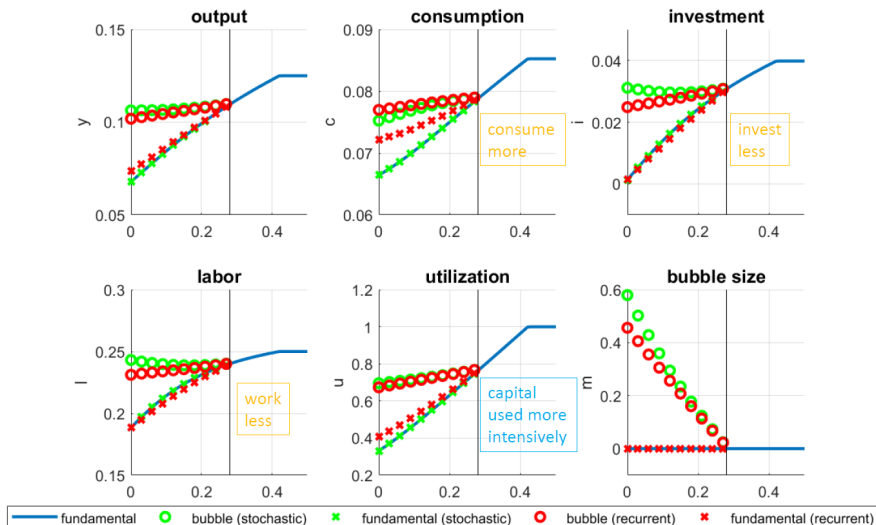 output
consumption
investment
0.15
0.1
0.05
y
0
0.2
0.4
0.09
0.08
0.07
0.06
c
0
0.2
0.4
consume
more
0.04
0.02
0
i
0
0.2
0.4
invest
less
labor
utilization
bubble size
0.3
0.25
0.2
0.15
l
0
0.2
0.4
work
less
1.2
1
0.8
0.6
0.4
0.2
u
0
0.2
0.4
capital
used more
intensively
0.6
0.4
0.2
0
m
0
0.2
0.4
fundamental
bubble (stochastic)
fundamental (stochastic)
bubble (recurrent)
fundamental (recurrent)